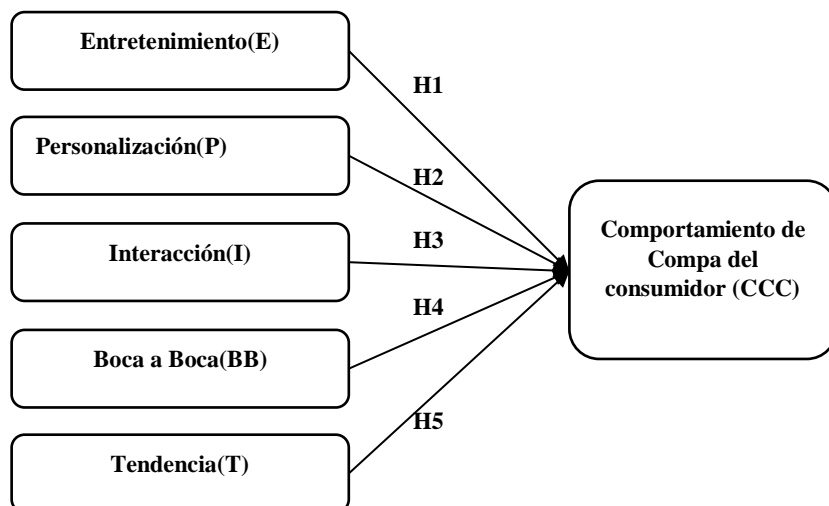 Entretenimiento(E)
H1
Personalización(P)
H2
Interacción(I)
H3
Comportamiento de
Compa del
consumidor (CCC)
H4
Boca a Boca(BB)
H5
Tendencia(T)